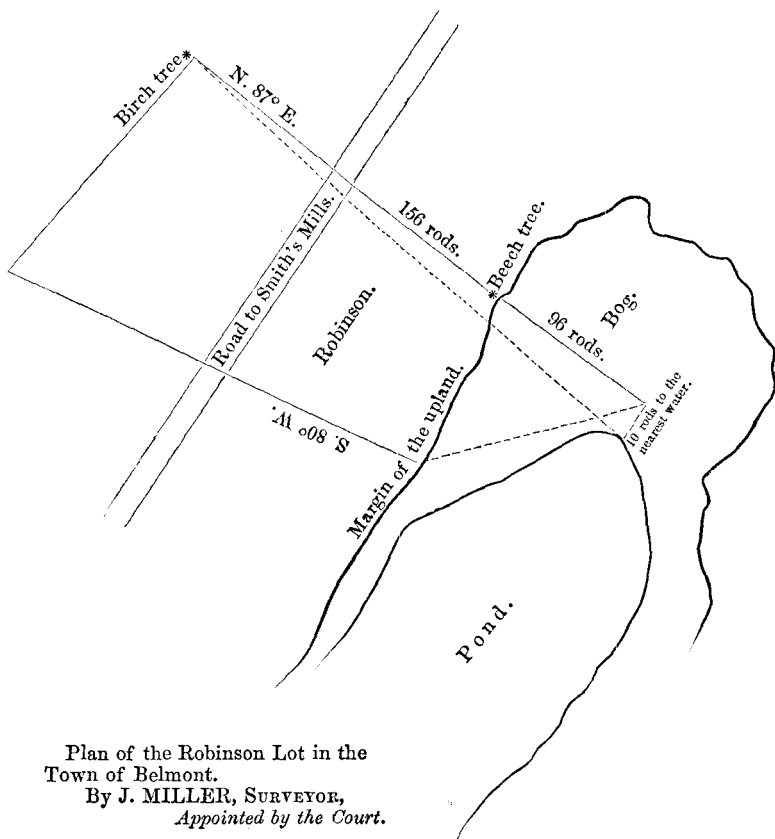 Birch tree*
N. 87° E.
156 rods.
Beech tree.
*
Bog.
96 rods.
10 rods to the
nearest water.
Road to Smith's Mills.
Robinson.
Margin of the upland.
S. 80° W.
Pond.
Plan of the Robinson Lot in the
Town of Belmont.
By J. MILLER, SURVEYOR,
Appointed by the Court.